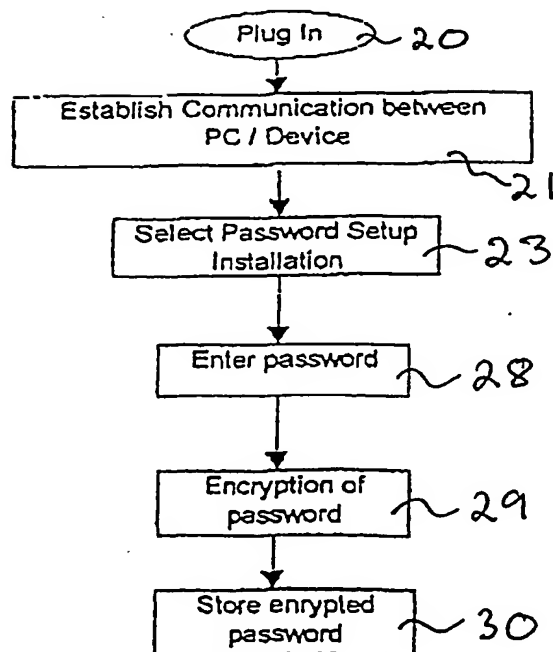 Plug In
20
Establish Communication between
PC / Device
21
Select Password Setup
Installation
23
Enter password
28
Encryption of
password
29
Store enrypted
password
30